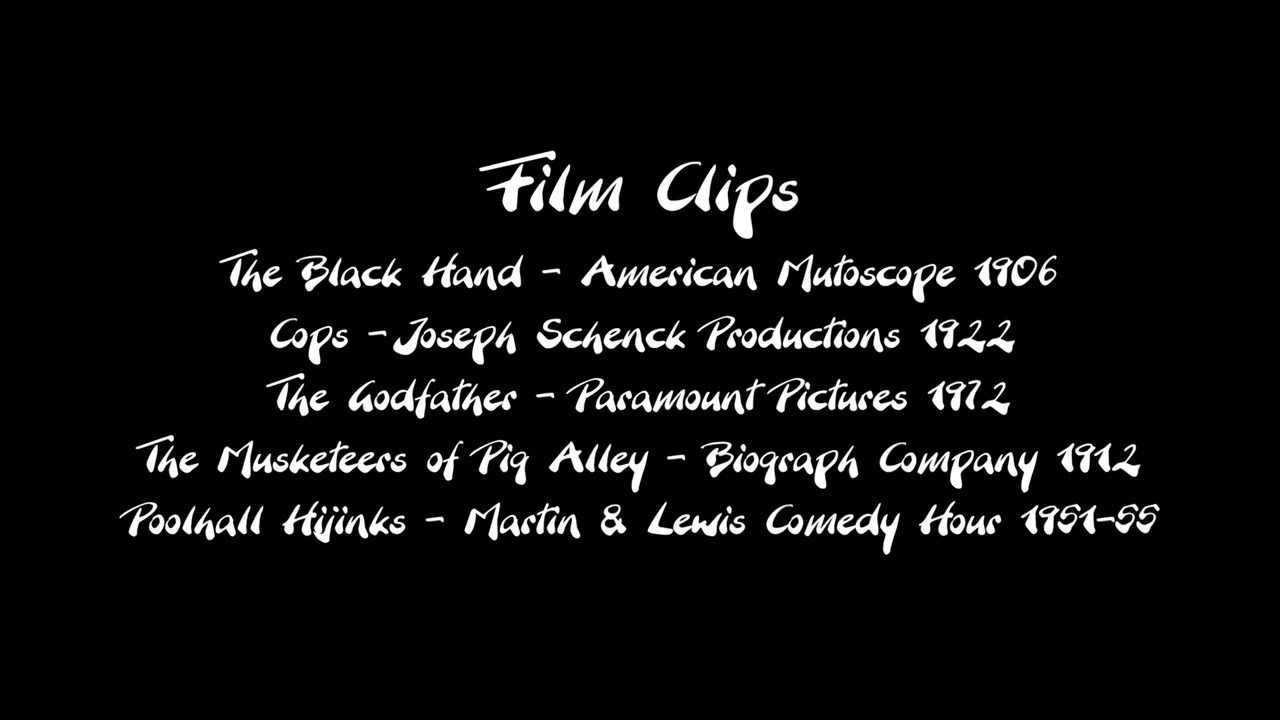 Film Clips
The Black Hand - American Mutoscope 1906
Cops - Joseph Schenck Productions 1922
The Godfather - Paramount Pictures 1972
The Musketeers of Pig Alley - Biograph Company 1912
Poolhall Hijinks - Martin & Lewis Comedy Hour 1951-55